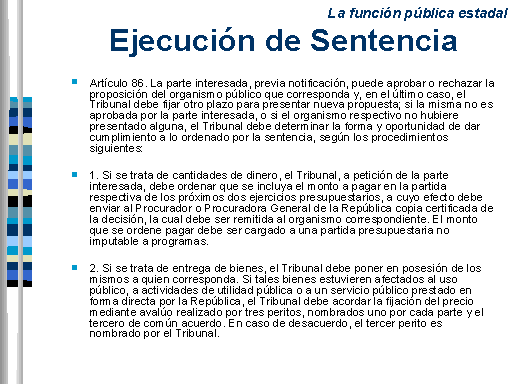 La función pública estadal
Ejecución de Sentencia
Artículo 86. La parte interesada, previa notificación, puede aprobar o rechazar la
proposición del organismo público que corresponda y, en el último caso, el
Tribunal debe fijar otro plazo para presentar nueva propuesta; si la misma no es
aprobada por la parte interesada, o si el organismo respectivo no hubiere
presentado alguna, el Tribunal debe determinar la forma y oportunidad de dar
cumplimiento a lo ordenado por la sentencia, según los procedimientos
siguientes:
1. Si se trata de cantidades de dinero, el Tribunal, a petición de la parte
interesada, debe ordenar que se incluya el monto a pagar en la partida
respectiva de los próximos dos ejercicios presupuestarios, a cuyo efecto debe
enviar al Procurador o Procuradora General de la República copia certificada de
la decisión, la cual debe ser remitida al organismo correspondiente. El monto
que se ordene pagar debe ser cargado a una partida presupuestaria no
imputable a programas.
2. Si se trata de entrega de bienes, el Tribunal debe poner en posesión de los
mismos a quien corresponda. Si tales bienes estuvieren afectados al uso
público, a actividades de utilidad pública o a un servicio público prestado en
forma directa por la República, el Tribunal debe acordar la fijación del precio
mediante avalúo realizado por tres peritos, nombrados uno por cada parte y el
tercero de común acuerdo. En caso de desacuerdo, el tercer perito es
nombrado por el Tribunal.